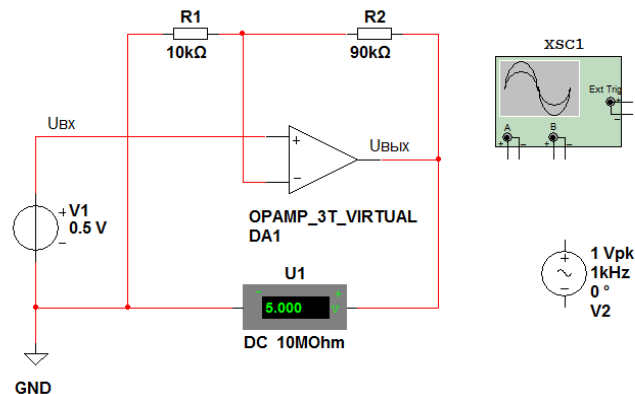 R1
10kΩ
R2
90kΩ
xsc1
Ext Trig
+
−
A
B
+ − + −
Uвх
+
−
Uвых
V1
0.5 V
+
−
OPAMP_3T_VIRTUAL
DA1
U1
− +
5.000 V
DC 10MOhm
GND
+
−
1 Vpk
1kHz
0 °
V2